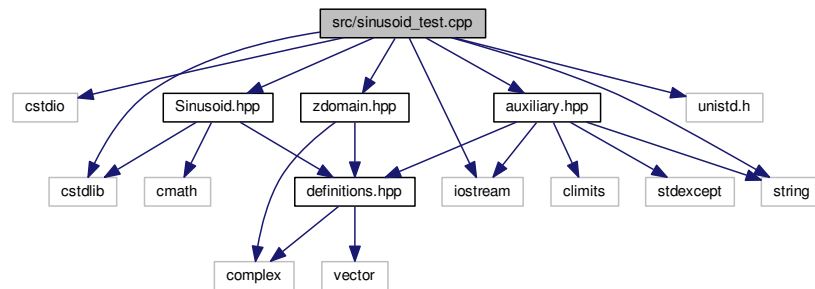 src/sinusoid_test.cpp
cstdio
Sinusoid.hpp
zdomain.hpp
auxiliary.hpp
unistd.h
cstdlib
cmath
definitions.hpp
iostream
climits
stdexcept
string
complex
vector